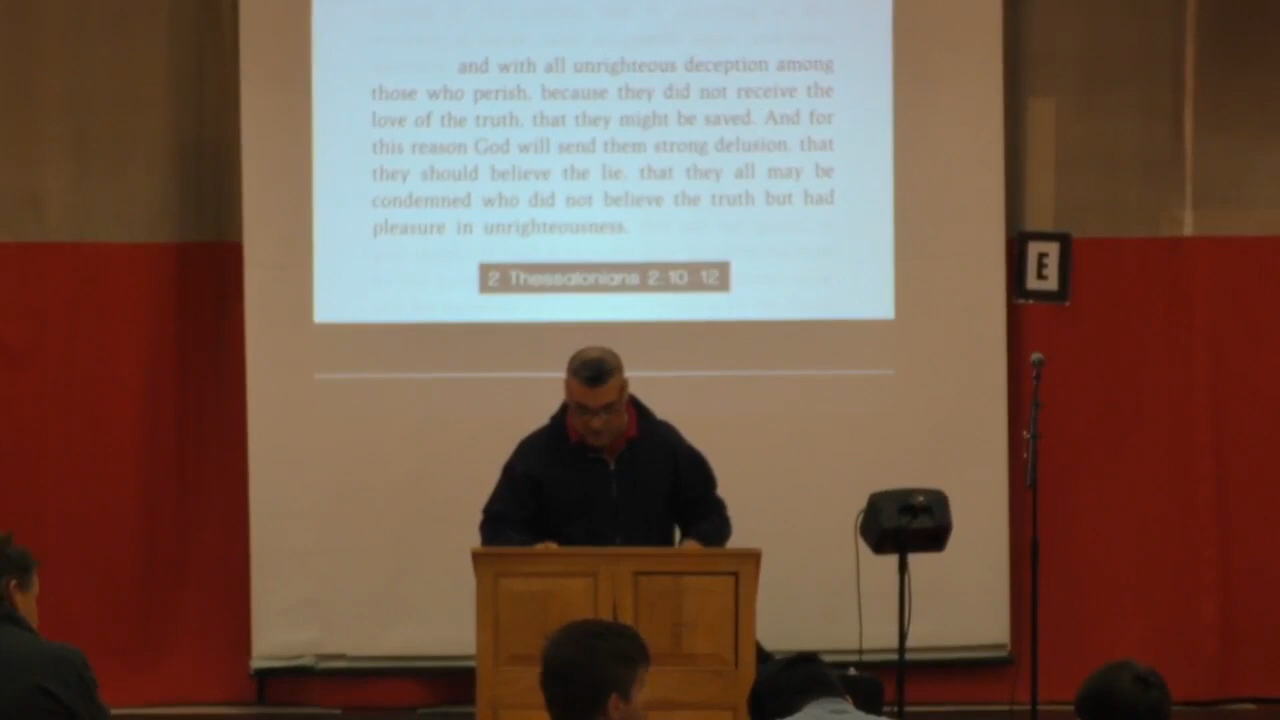 and with all unrighteous deception among
those who perish, because they did not receive the
love of the truth, that they might be saved. And for
this reason God will send them strong delusion, that
they should believe the lie, that they all may be
condemned who did not believe the truth but had
pleasure in unrighteousness.
2 Thessalonians 2:10-12
E